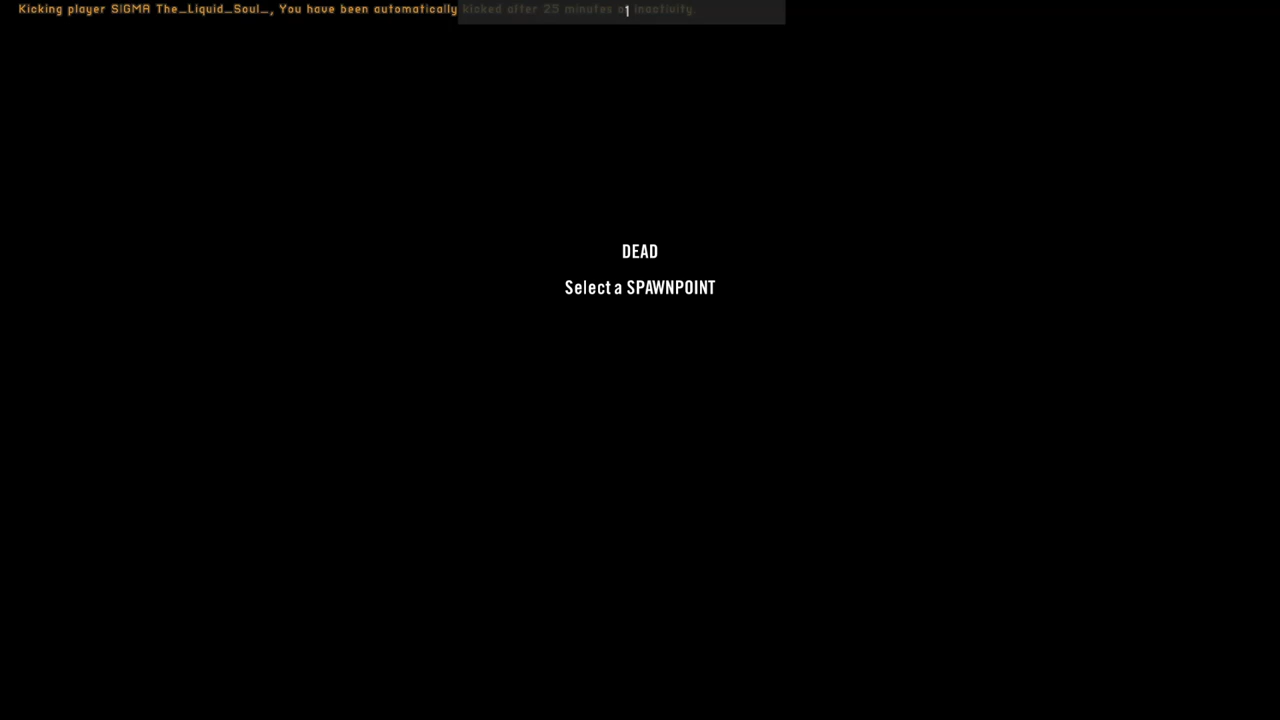 Kicking player SIGMA The_Liquid_Soul_, You have been automatically kicked after 25 minutes of inactivity.
1
DEAD
Select a SPAWNPOINT